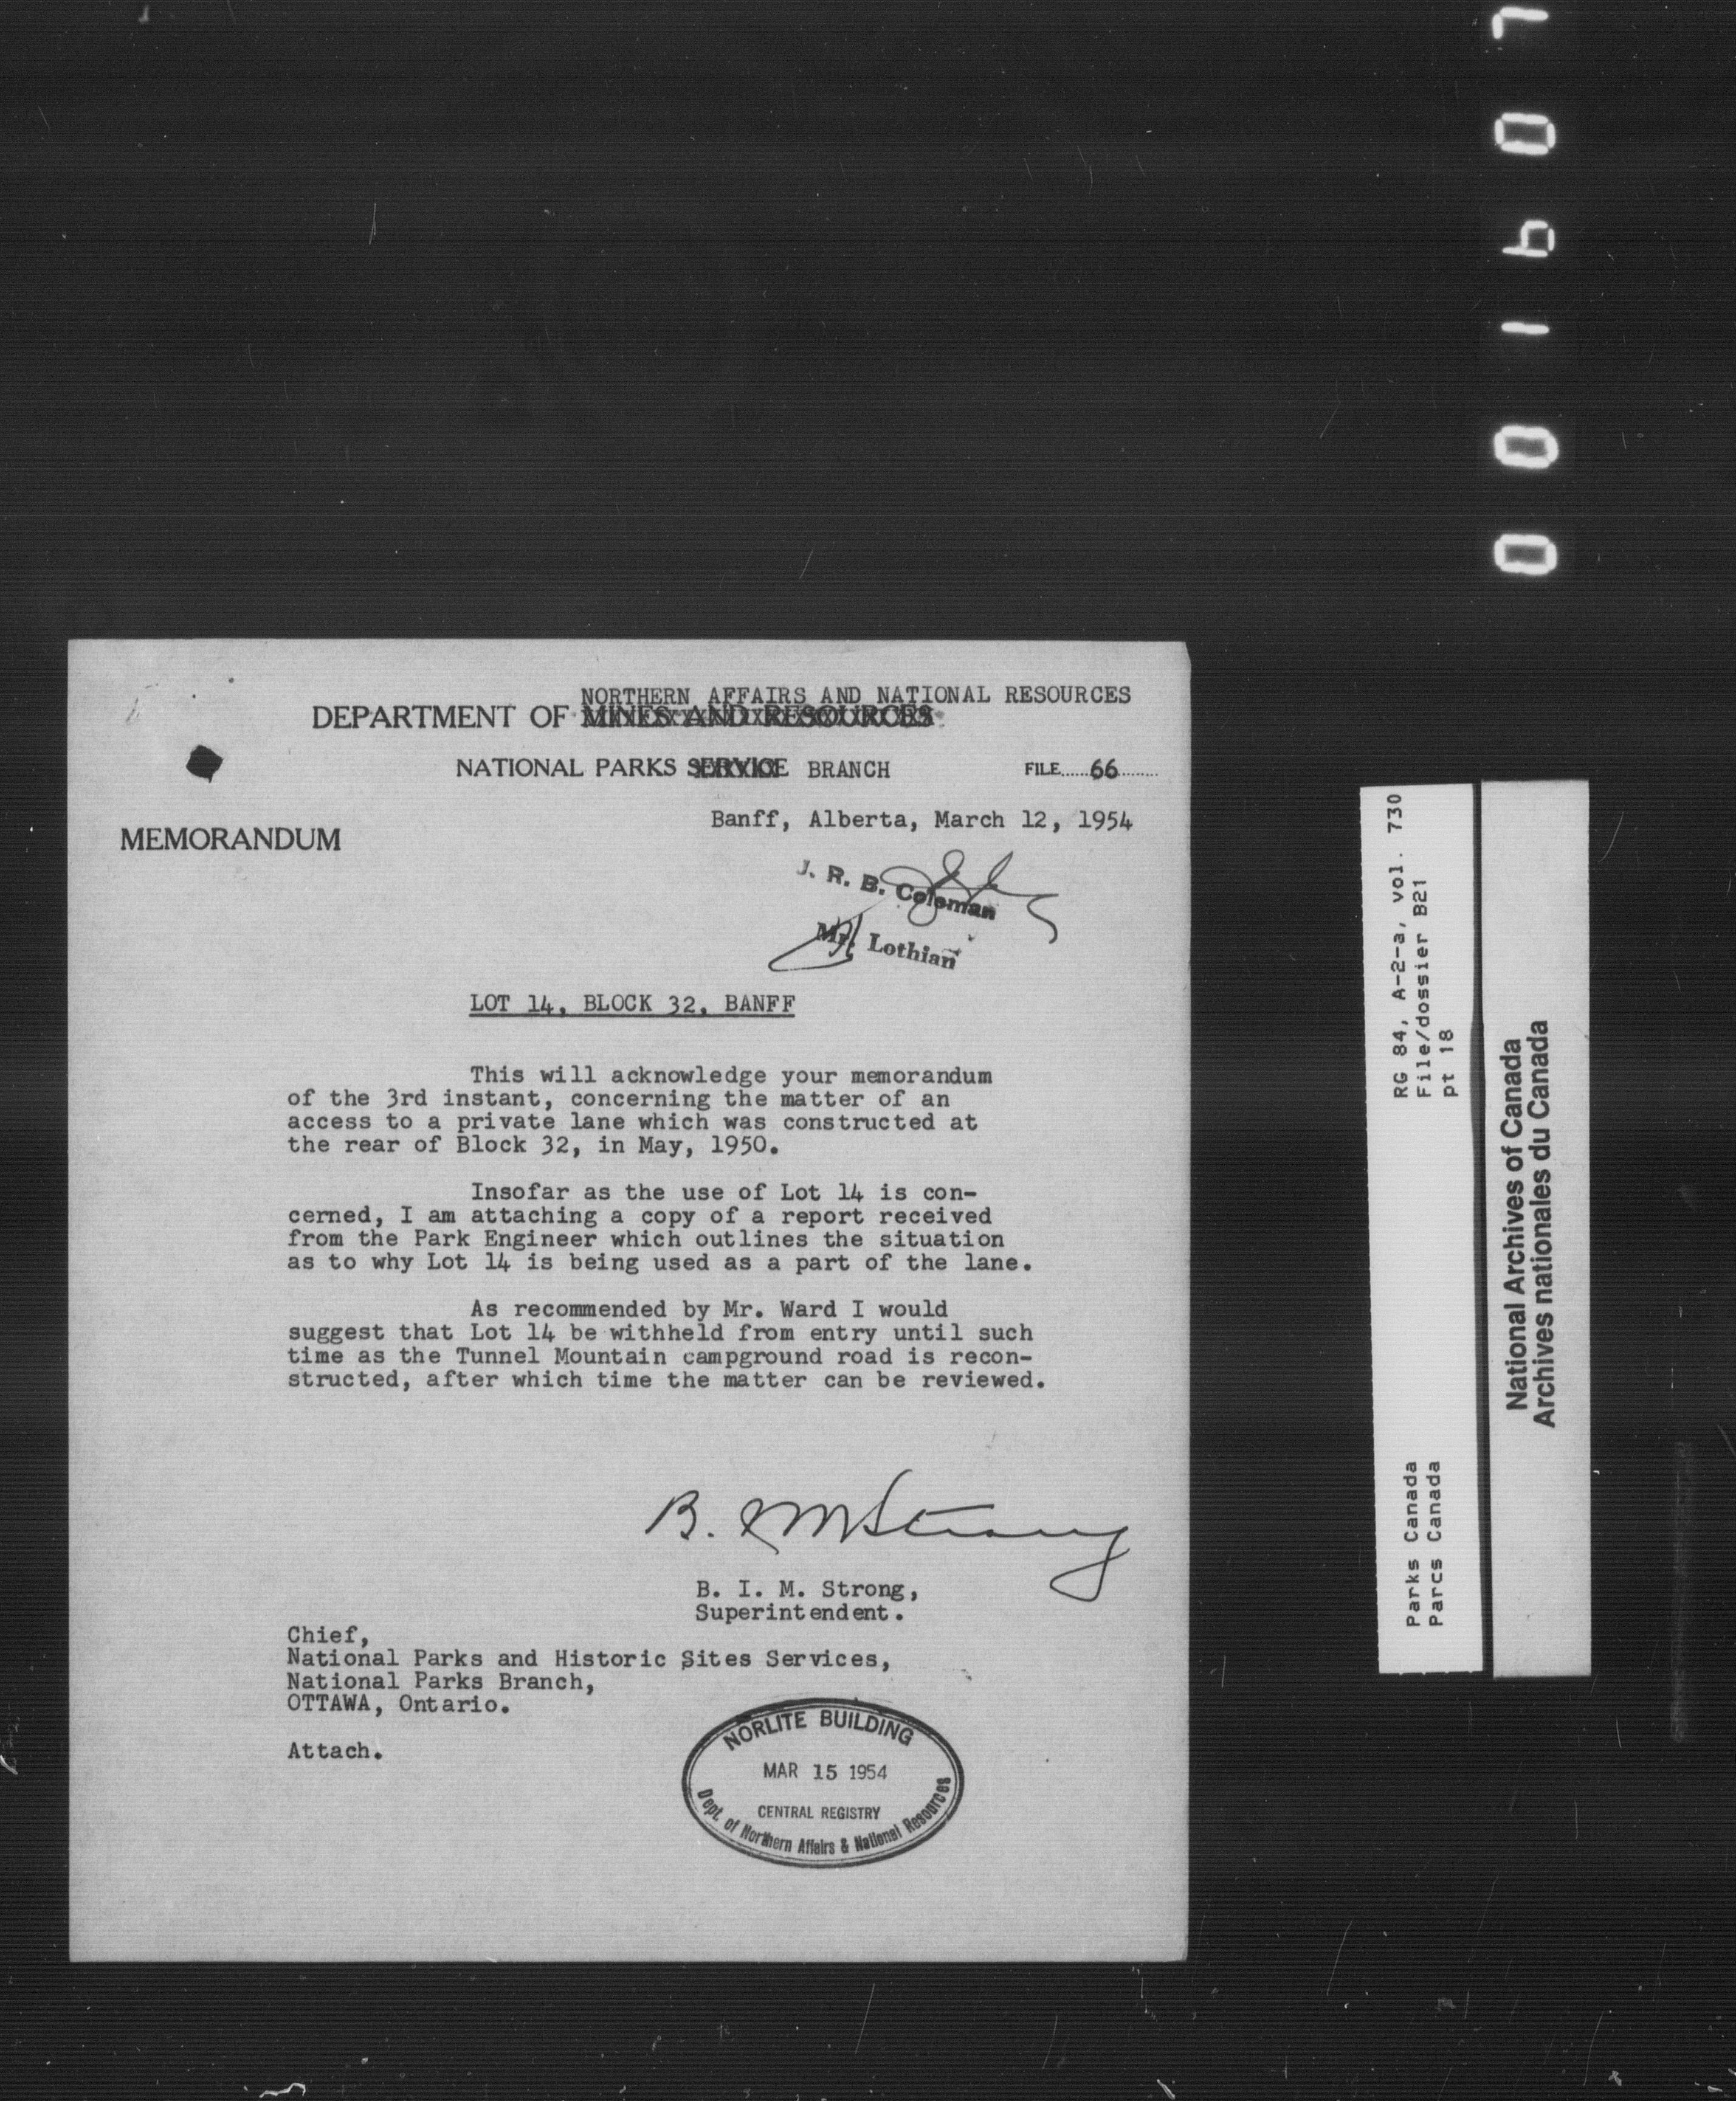 NORTHERN AFFAIRS AND NATIONAL RESOURCES
DEPARTMENT OF MINES AND RESOURCES
NATIONAL PARKS SERVICE BRANCH FILE 66
Banff, Alberta, March 12, 1954
MEMORANDUM
J. R. B. Coleman
Mr. Lothian
LOT 14, BLOCK 32, BANFF
This will acknowledge your memorandum
of the 3rd instant, concerning the matter of an
access to a private lane which was constructed at
the rear of Block 32, in May, 1950.
Insofar as the use of Lot 14 is con-
cerned, I am attaching a copy of a report received
from the Park Engineer which outlines the situation
as to why Lot 14 is being used as a part of the lane.
As recommended by Mr. Ward I would
suggest that Lot 14 be withheld from entry until such
time as the Tunnel Mountain campground road is recon-
structed, after which time the matter can be reviewed.
B. I M Strong
B. I. M. Strong,
Superintendent.
Chief,
National Parks and Historic Sites Services,
National Parks Branch,
OTTAWA, Ontario.
Attach.
NORLITE BUILDING
MAR 15 1954
CENTRAL REGISTRY
Dept. of Northern Affairs & National Resources
RG 84, A-2-a, vol. 730
File/dossier B21
pt 18
Parks Canada
Parcs Canada
National Archives of Canada
Archives nationales du Canada